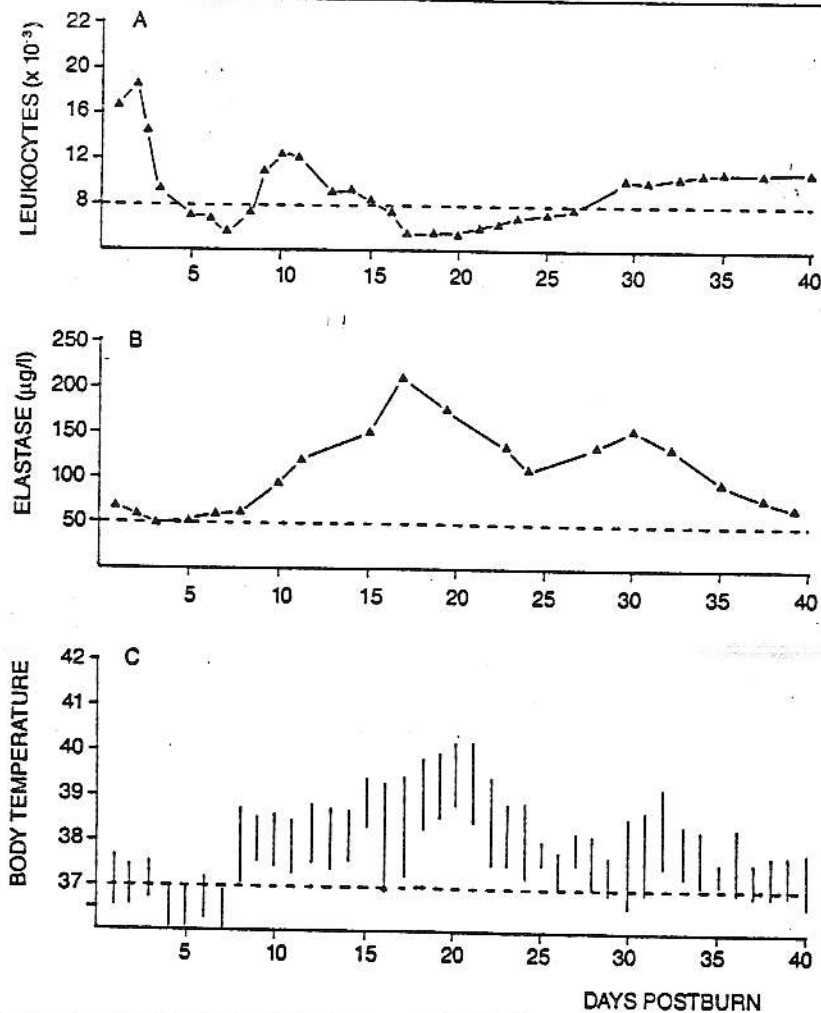 A
LEUKOCYTES (x 10⁻³)
22
20
16
12
8
5 10 15 20 25 30 35 40
B
ELASTASE (µg/l)
250
200
150
100
50
5 10 15 20 25 30 35 40
C
BODY TEMPERATURE
42
41
40
39
38
37
5 10 15 20 25 30 35 40
DAYS POSTBURN